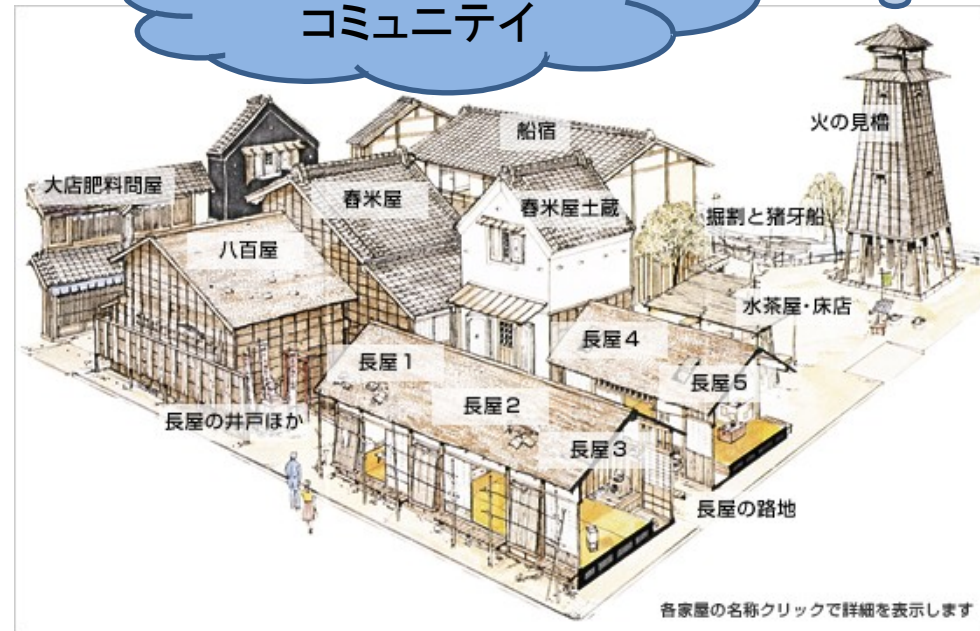 コミュニテイ
船宿
火の見櫓
大店肥料問屋
舂米屋
舂米屋土蔵
掘割と猪牙船
八百屋
水茶屋・床店
長屋4
長屋1
長屋5
長屋2
長屋の井戸ほか
長屋3
長屋の路地
各家屋の名称クリックで詳細を表示します